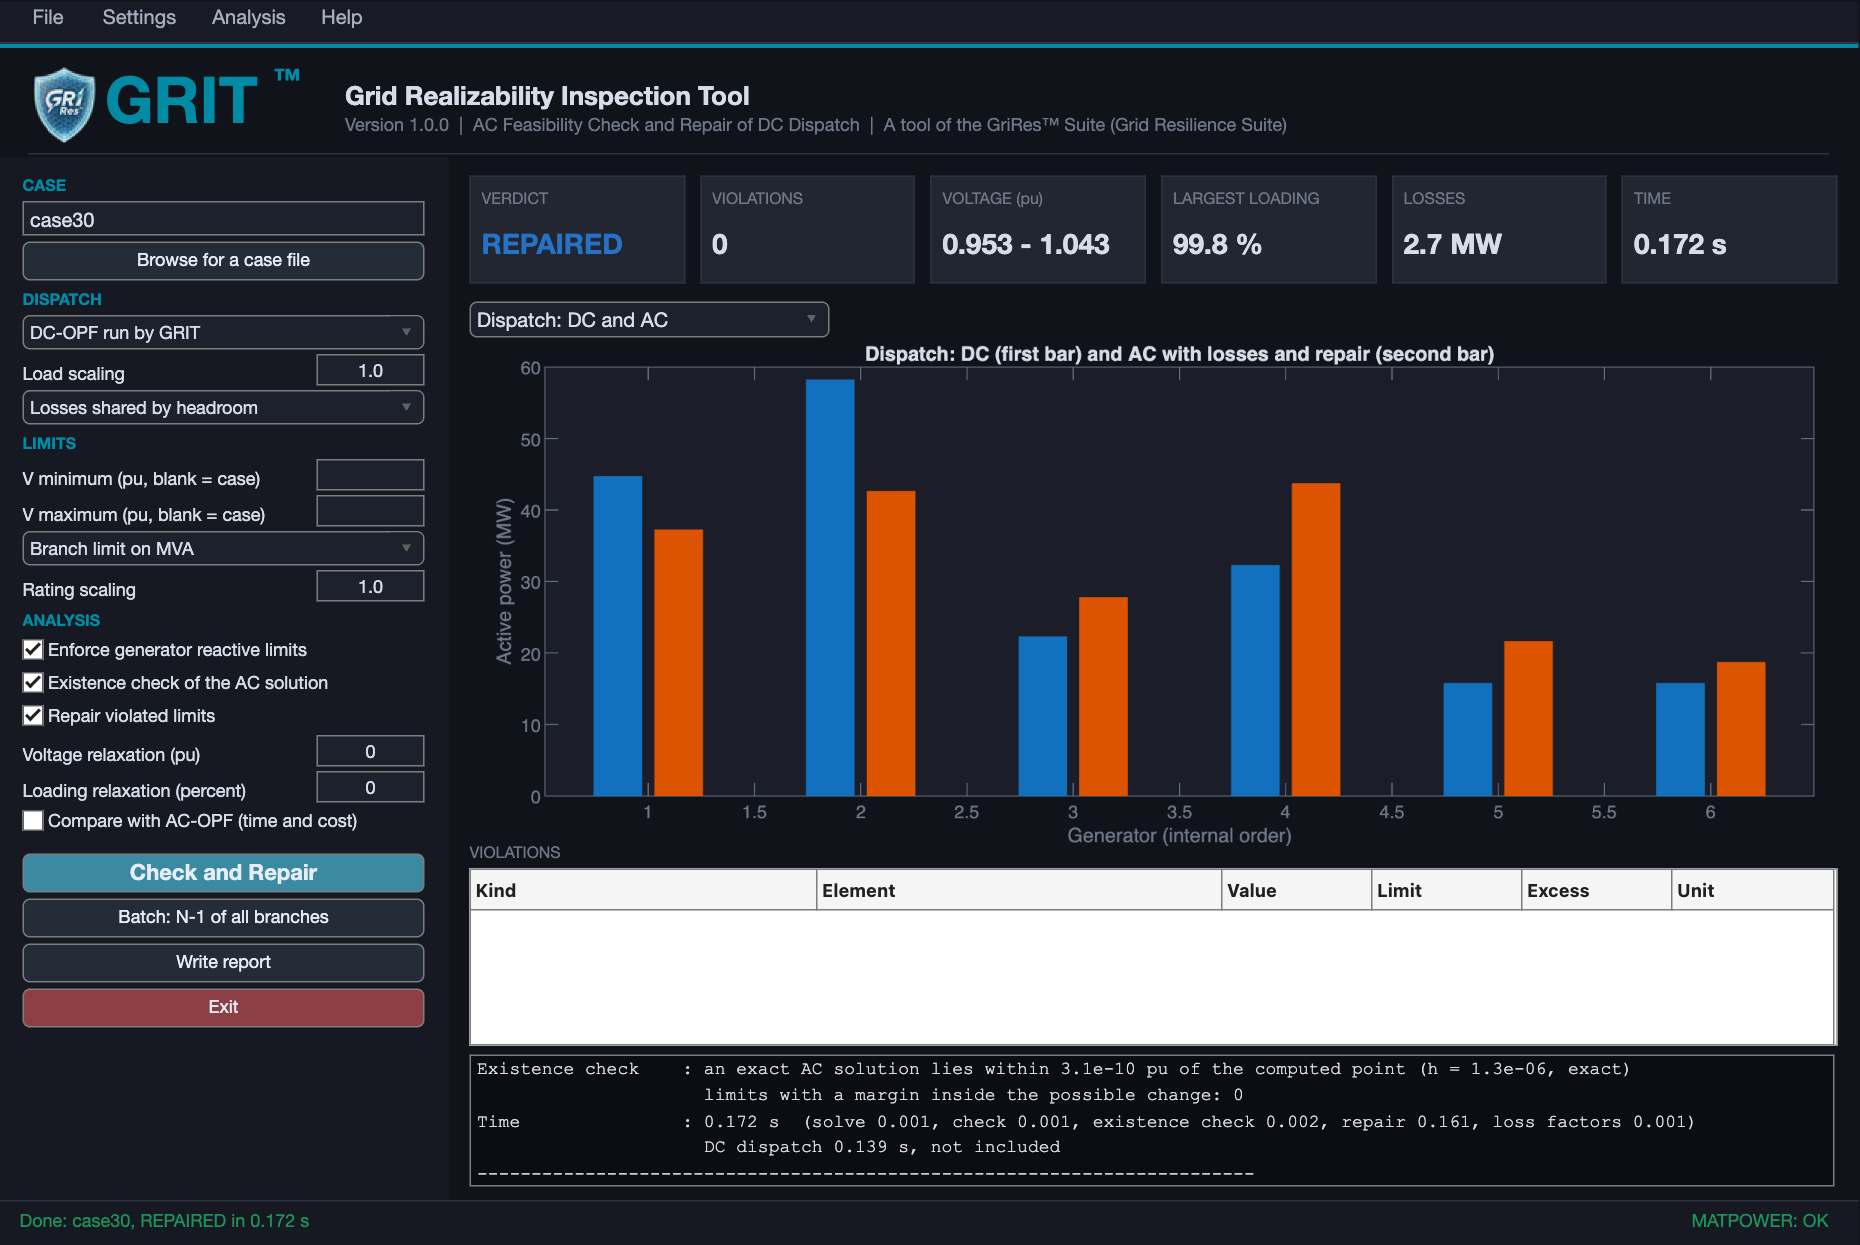 File Settings Analysis Help
GRi
Res
GRIT ™
Grid Realizability Inspection Tool
Version 1.0.0 | AC Feasibility Check and Repair of DC Dispatch | A tool of the GriRes™ Suite (Grid Resilience Suite)
CASE
case30
Browse for a case file
DISPATCH
DC-OPF run by GRIT
Load scaling 1.0
Losses shared by headroom
LIMITS
V minimum (pu, blank = case)
V maximum (pu, blank = case)
Branch limit on MVA
Rating scaling 1.0
ANALYSIS
Enforce generator reactive limits
Existence check of the AC solution
Repair violated limits
Voltage relaxation (pu) 0
Loading relaxation (percent) 0
Compare with AC-OPF (time and cost)
Check and Repair
Batch: N-1 of all branches
Write report
Exit
VERDICT VIOLATIONS VOLTAGE (pu) LARGEST LOADING LOSSES TIME
REPAIRED 0 0.953 - 1.043 99.8 % 2.7 MW 0.172 s
Dispatch: DC and AC
Dispatch: DC (first bar) and AC with losses and repair (second bar)
60
50
40
30
20
10
0
Active power (MW)
1 1.5 2 2.5 3 3.5 4 4.5 5 5.5 6
Generator (internal order)
VIOLATIONS
Kind Element Value Limit Excess Unit
Existence check : an exact AC solution lies within 3.1e-10 pu of the computed point (h = 1.3e-06, exact)
limits with a margin inside the possible change: 0
Time : 0.172 s (solve 0.001, check 0.001, existence check 0.002, repair 0.161, loss factors 0.001)
DC dispatch 0.139 s, not included
------------------------------------------------------------------------
Done: case30, REPAIRED in 0.172 s
MATPOWER: OK